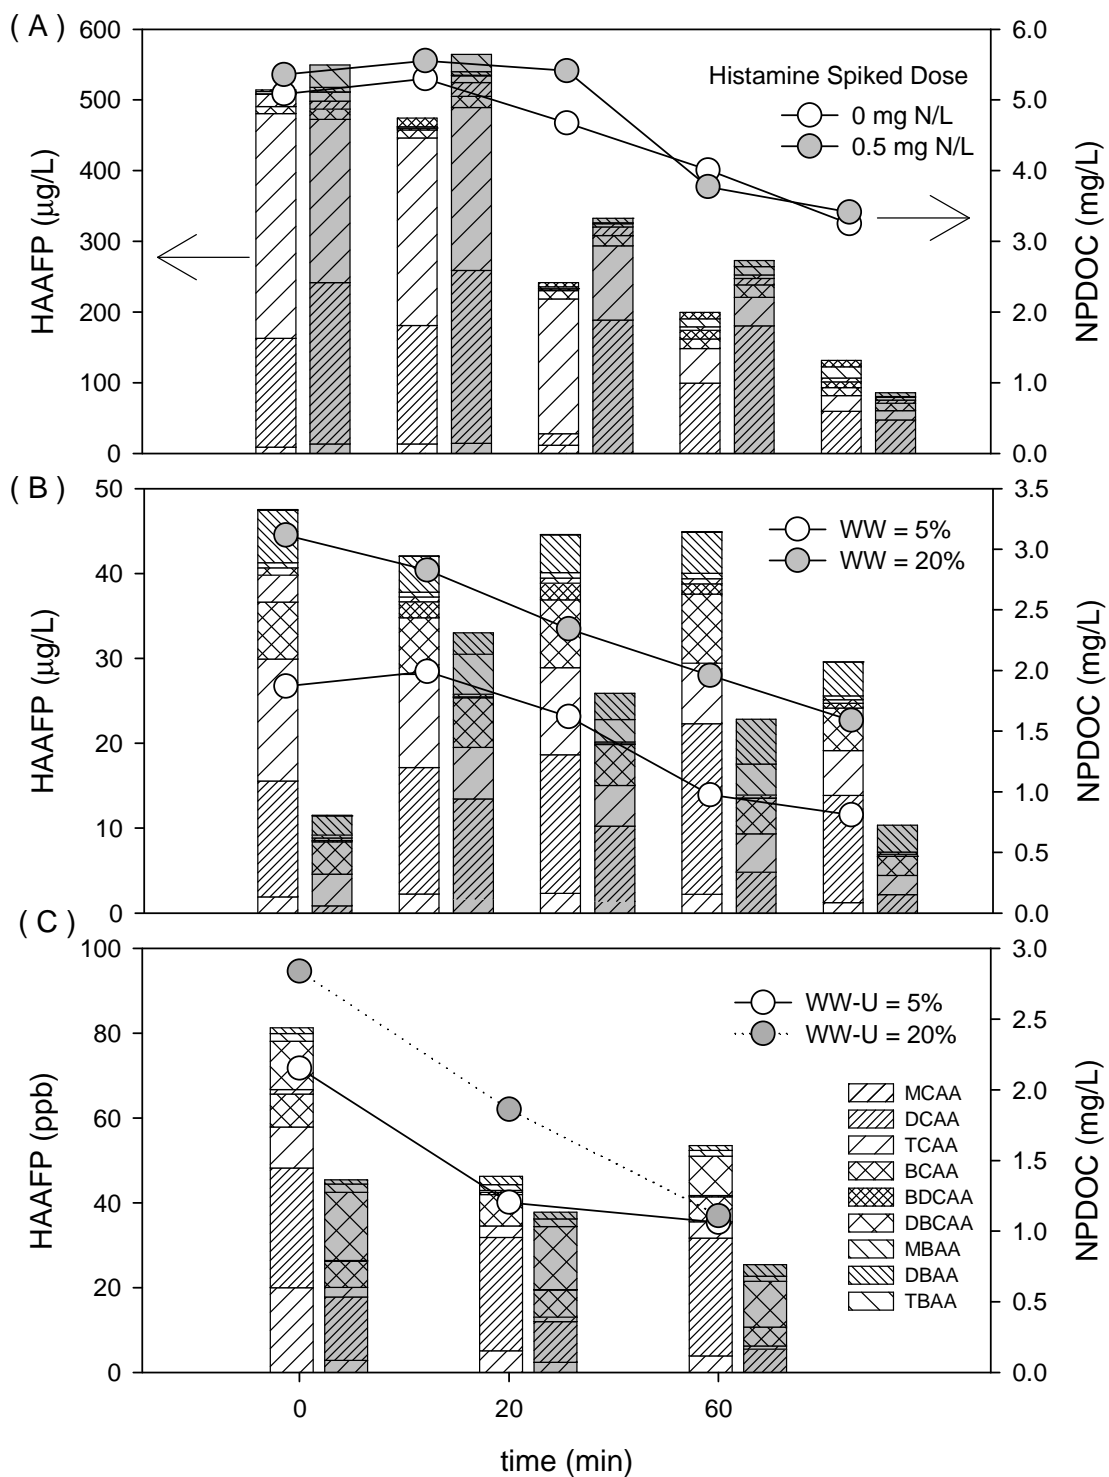 ( A )
600
500
400
300
200
100
0
HAAFP (µg/L)
6.0
5.0
4.0
3.0
2.0
1.0
0.0
NPDOC (mg/L)
Histamine Spiked Dose
0 mg N/L
0.5 mg N/L
( B )
50
40
30
20
10
0
HAAFP (µg/L)
3.5
3.0
2.5
2.0
1.5
1.0
0.5
0.0
NPDOC (mg/L)
WW = 5%
WW = 20%
( C )
100
80
60
40
20
0
HAAFP (ppb)
3.0
2.5
2.0
1.5
1.0
0.5
0.0
NPDOC (mg/L)
WW-U = 5%
WW-U = 20%
MCAA
DCAA
TCAA
BCAA
BDCAA
DBCAA
MBAA
DBAA
TBAA
0 20 60
time (min)